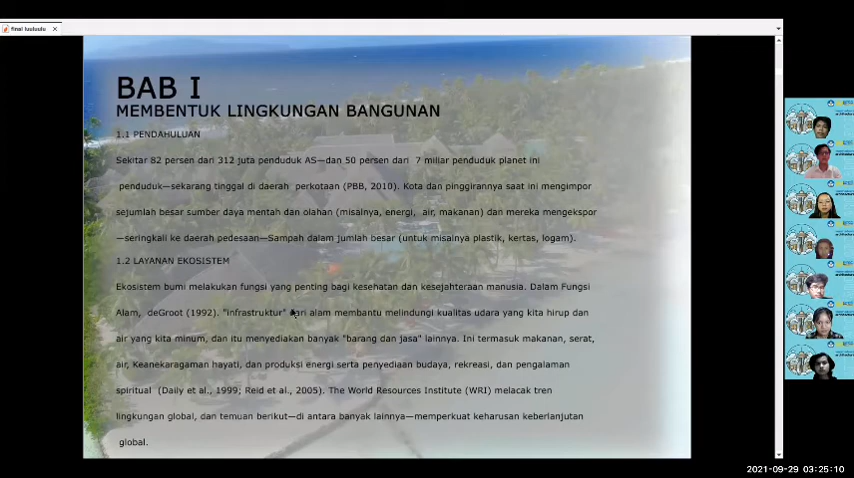 final luuluulu
BAB I
MEMBENTUK LINGKUNGAN BANGUNAN
1.1 PENDAHULUAN
Sekitar 82 persen dari 312 juta penduduk AS—dan 50 persen dari 7 miliar penduduk planet ini
penduduk—sekarang tinggal di daerah perkotaan (PBB, 2010). Kota dan pinggirannya saat ini mengimpor
sejumlah besar sumber daya mentah dan olahan (misalnya, energi, air, makanan) dan mereka mengekspor
—seringkali ke daerah pedesaan—Sampah dalam jumlah besar (untuk misalnya plastik, kertas, logam).
1.2 LAYANAN EKOSISTEM
Ekosistem bumi melakukan fungsi yang penting bagi kesehatan dan kesejahteraan manusia. Dalam Fungsi
Alam, deGroot (1992). "infrastruktur" dari alam membantu melindungi kualitas udara yang kita hirup dan
air yang kita minum, dan itu menyediakan banyak "barang dan jasa" lainnya. Ini termasuk makanan, serat,
air, Keanekaragaman hayati, dan produksi energi serta penyediaan budaya, rekreasi, dan pengalaman
spiritual (Daily et al., 1999; Reid et al., 2005). The World Resources Institute (WRI) melacak tren
lingkungan global, dan temuan berikut—di antara banyak lainnya—memperkuat keharusan keberlanjutan
global.
2021-09-29 03:25:10